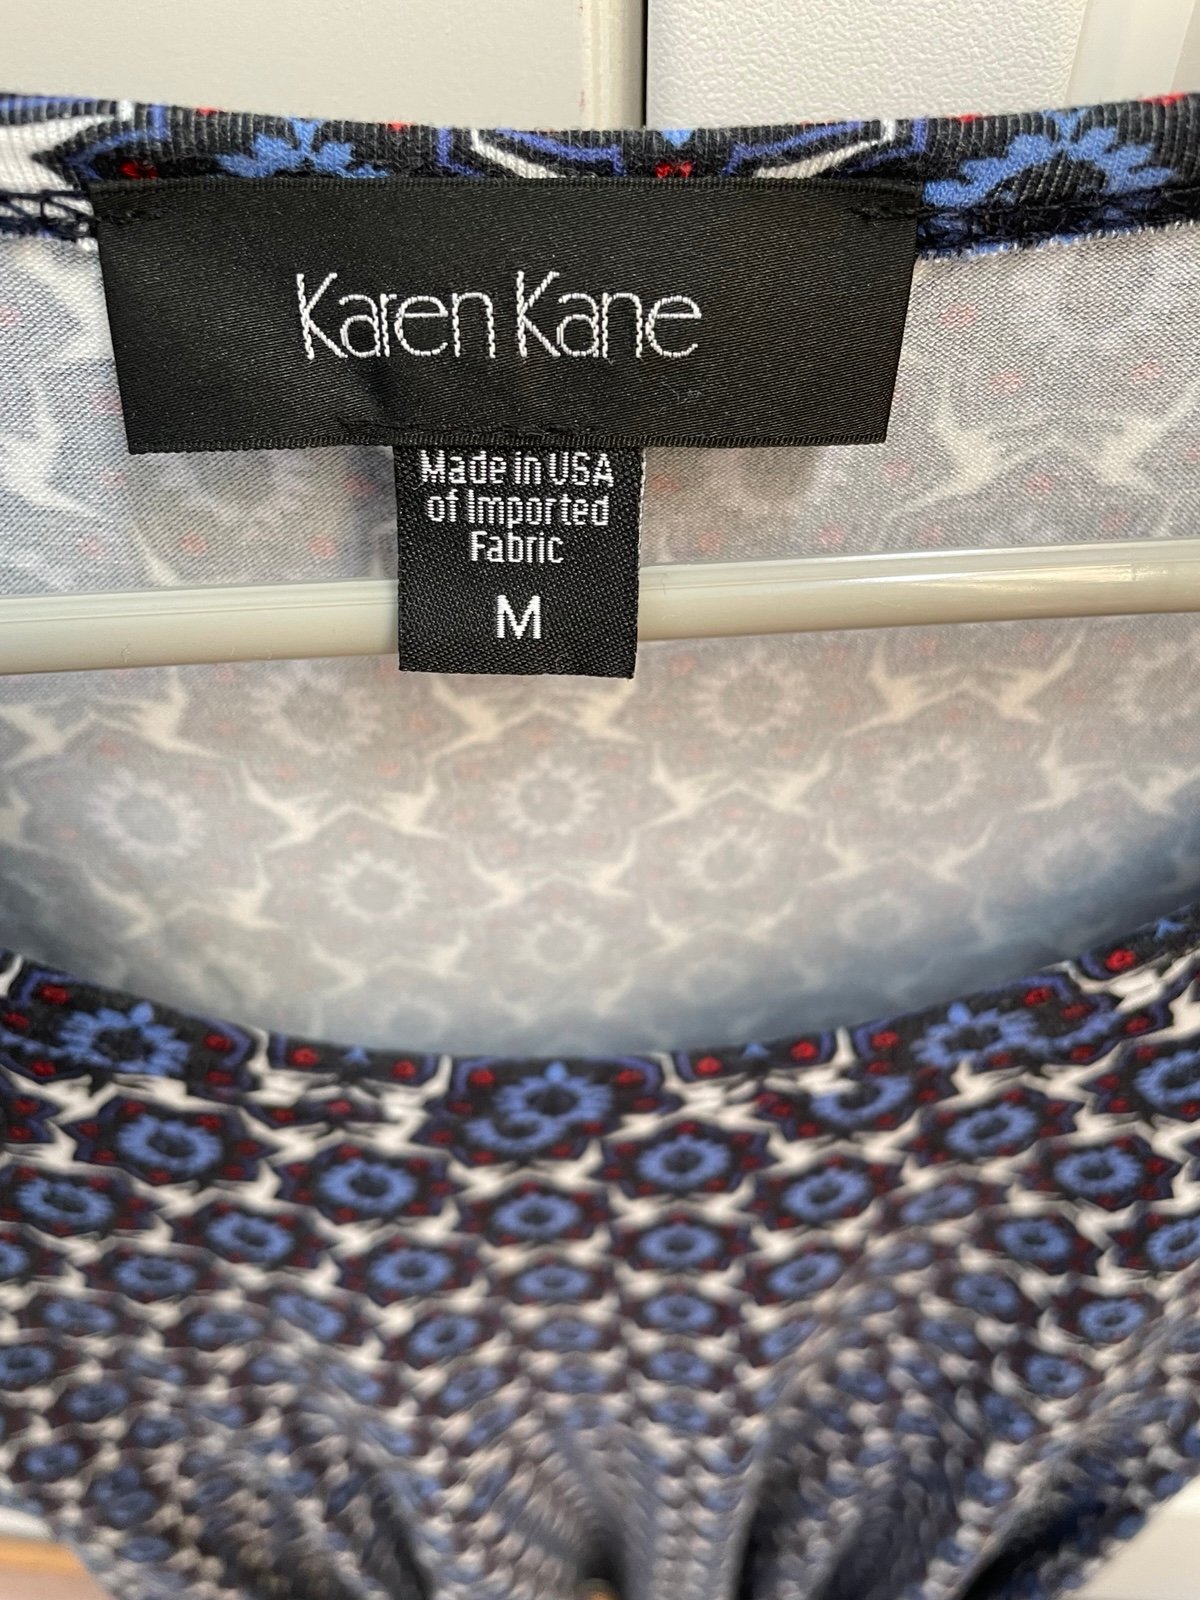 Karen Kane
Made in USA
of Imported
Fabric
M